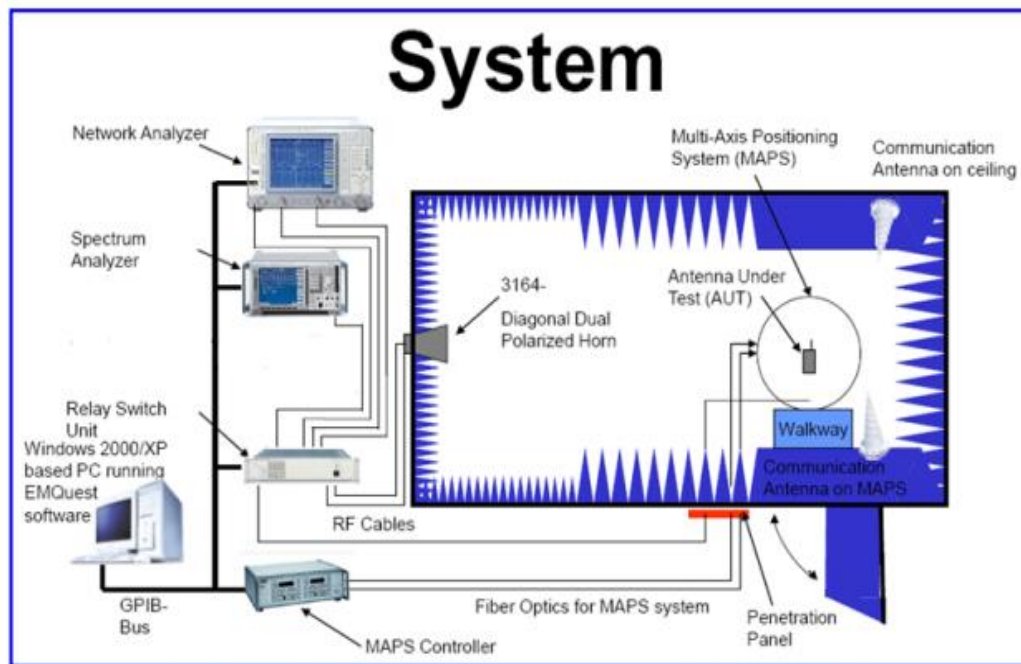 System
Network Analyzer
Multi-Axis Positioning
System (MAPS)
Communication
Antenna on ceiling
Spectrum
Analyzer
3164-
Diagonal Dual
Polarized Horn
Antenna Under
Test (AUT)
Relay Switch
Unit
Windows 2000/XP
based PC running
EMQuest
software
Walkway
Communication
Antenna on MAPS
RF Cables
GPIB-
Bus
MAPS Controller
Fiber Optics for MAPS system
Penetration
Panel